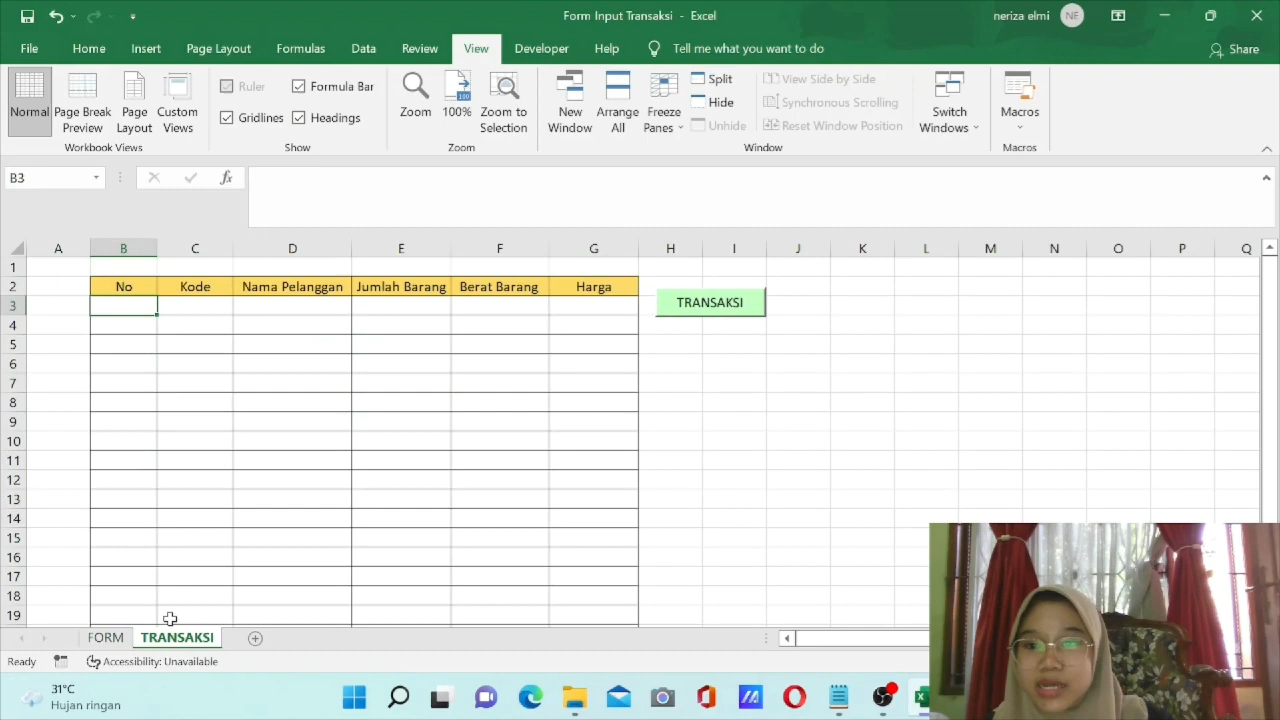 Form Input Transaksi - Excel
neriza elmi NE
File Home Insert Page Layout Formulas Data Review View Developer Help Tell me what you want to do Share
Normal
Page Break
Preview
Page
Layout
Custom
Views
Workbook Views
Ruler
Formula Bar
Gridlines
Headings
Show
Zoom
100%
Zoom to
Selection
Zoom
New
Window
Arrange
All
Freeze
Panes
Split
Hide
Unhide
View Side by Side
Synchronous Scrolling
Reset Window Position
Switch
Windows
Window
Macros
Macros
B3
fx
A B C D E F G H I J K L M N O P Q
1
2 No Kode Nama Pelanggan Jumlah Barang Berat Barang Harga
3 TRANSAKSI
4
5
6
7
8
9
10
11
12
13
14
15
16
17
18
19
FORM TRANSAKSI
Ready Accessibility: Unavailable
31°C
Hujan ringan